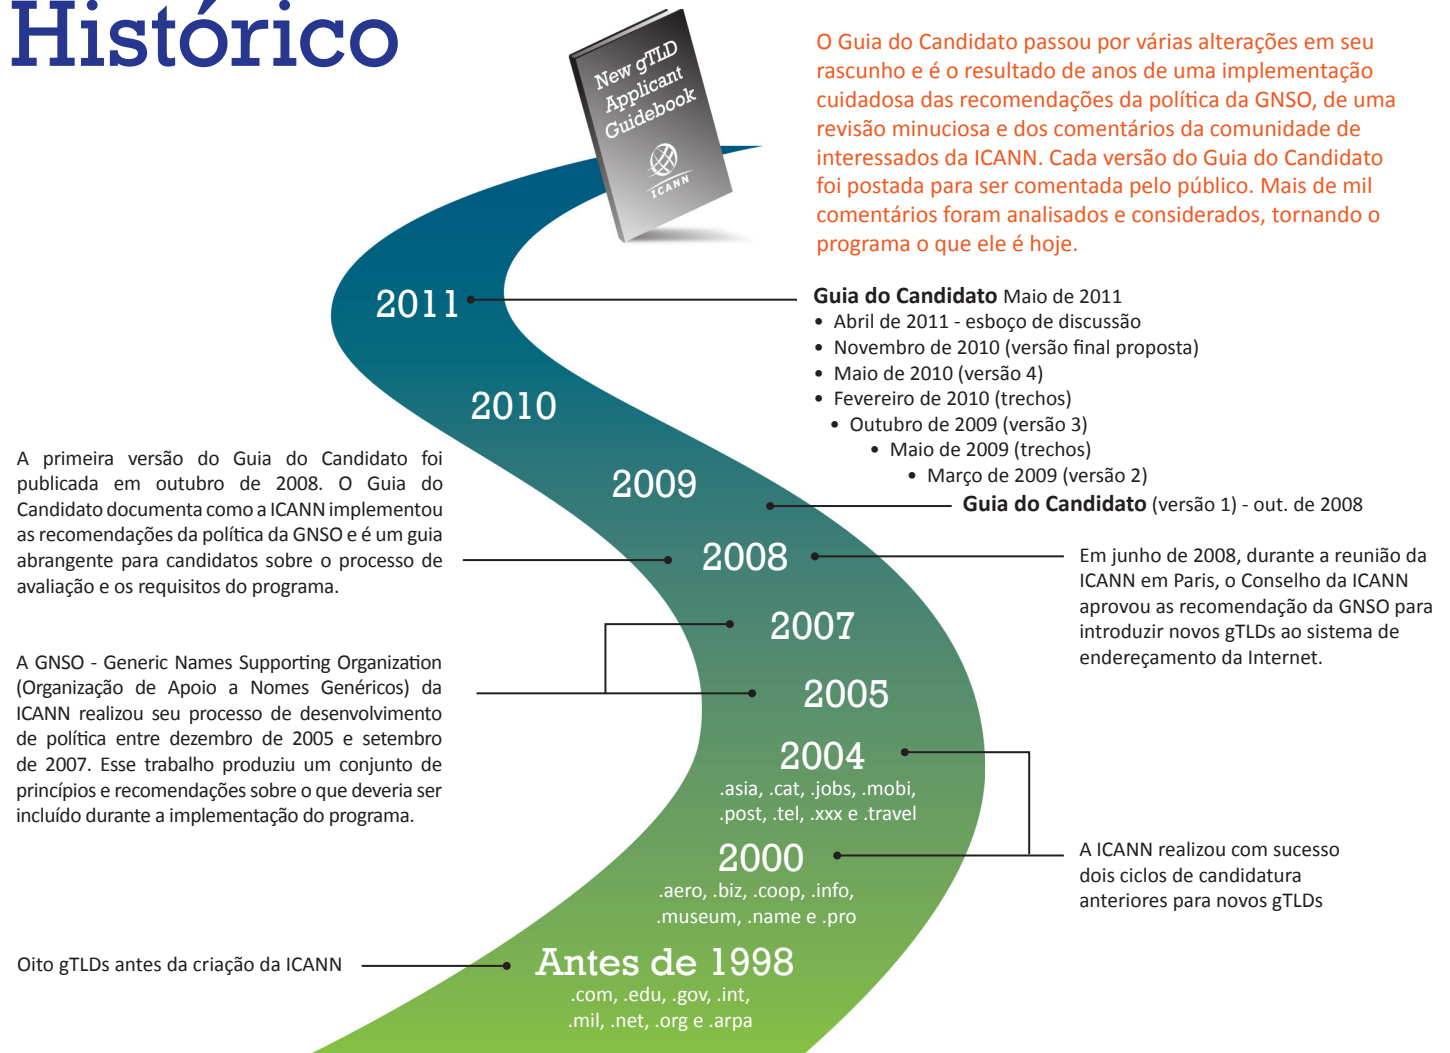 Histórico
New gTLD
Applicant
Guidebook
ICANN
O Guia do Candidato passou por várias alterações em seu
rascunho e é o resultado de anos de uma implementação
cuidadosa das recomendações da política da GNSO, de uma
revisão minuciosa e dos comentários da comunidade de
interessados da ICANN. Cada versão do Guia do Candidato
foi postada para ser comentada pelo público. Mais de mil
comentários foram analisados e considerados, tornando o
programa o que ele é hoje.
2011
Guia do Candidato Maio de 2011
• Abril de 2011 - esboço de discussão
• Novembro de 2010 (versão final proposta)
• Maio de 2010 (versão 4)
• Fevereiro de 2010 (trechos)
• Outubro de 2009 (versão 3)
• Maio de 2009 (trechos)
• Março de 2009 (versão 2)
Guia do Candidato (versão 1) - out. de 2008
2010
2009
A primeira versão do Guia do Candidato foi
publicada em outubro de 2008. O Guia do
Candidato documenta como a ICANN implementou
as recomendações da política da GNSO e é um guia
abrangente para candidatos sobre o processo de
avaliação e os requisitos do programa.
2008
Em junho de 2008, durante a reunião da
ICANN em Paris, o Conselho da ICANN
aprovou as recomendação da GNSO para
introduzir novos gTLDs ao sistema de
endereçamento da Internet.
2007
A GNSO - Generic Names Supporting Organization
(Organização de Apoio a Nomes Genéricos) da
ICANN realizou seu processo de desenvolvimento
de política entre dezembro de 2005 e setembro
de 2007. Esse trabalho produziu um conjunto de
princípios e recomendações sobre o que deveria ser
incluído durante a implementação do programa.
2005
2004
.asia, .cat, .jobs, .mobi,
.post, .tel, .xxx e .travel
2000
.aero, .biz, .coop, .info,
.museum, .name e .pro
A ICANN realizou com sucesso
dois ciclos de candidatura
anteriores para novos gTLDs
Oito gTLDs antes da criação da ICANN
Antes de 1998
.com, .edu, .gov, .int,
.mil, .net, .org e .arpa